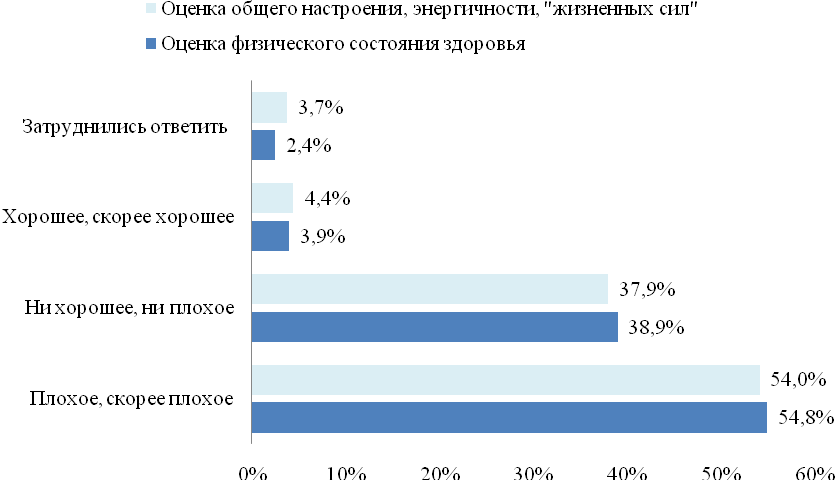 Оценка общего настроения, энергичности, "жизненных сил"
Оценка физического состояния здоровья
Затруднились ответить
3,7%
2,4%
Хорошее, скорее хорошее
4,4%
3,9%
Ни хорошее, ни плохое
37,9%
38,9%
Плохое, скорее плохое
54,0%
54,8%
0% 10% 20% 30% 40% 50% 60%